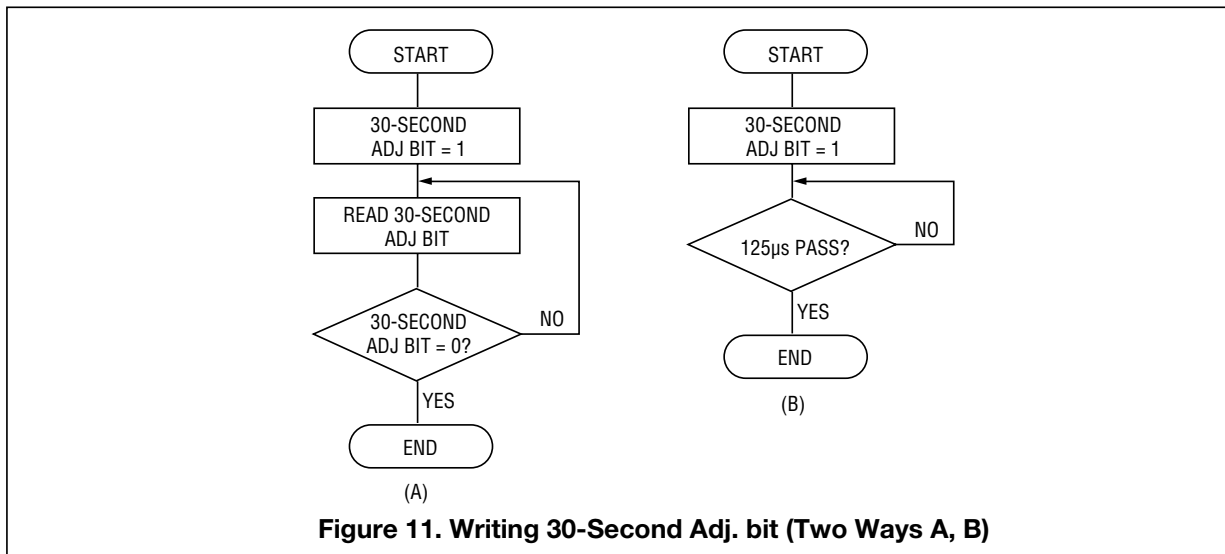 START
30-SECOND
ADJ BIT = 1
READ 30-SECOND
ADJ BIT
30-SECOND
ADJ BIT = 0?
NO
YES
END
(A)
START
30-SECOND
ADJ BIT = 1
125µs PASS?
NO
YES
END
(B)
Figure 11. Writing 30-Second Adj. bit (Two Ways A, B)